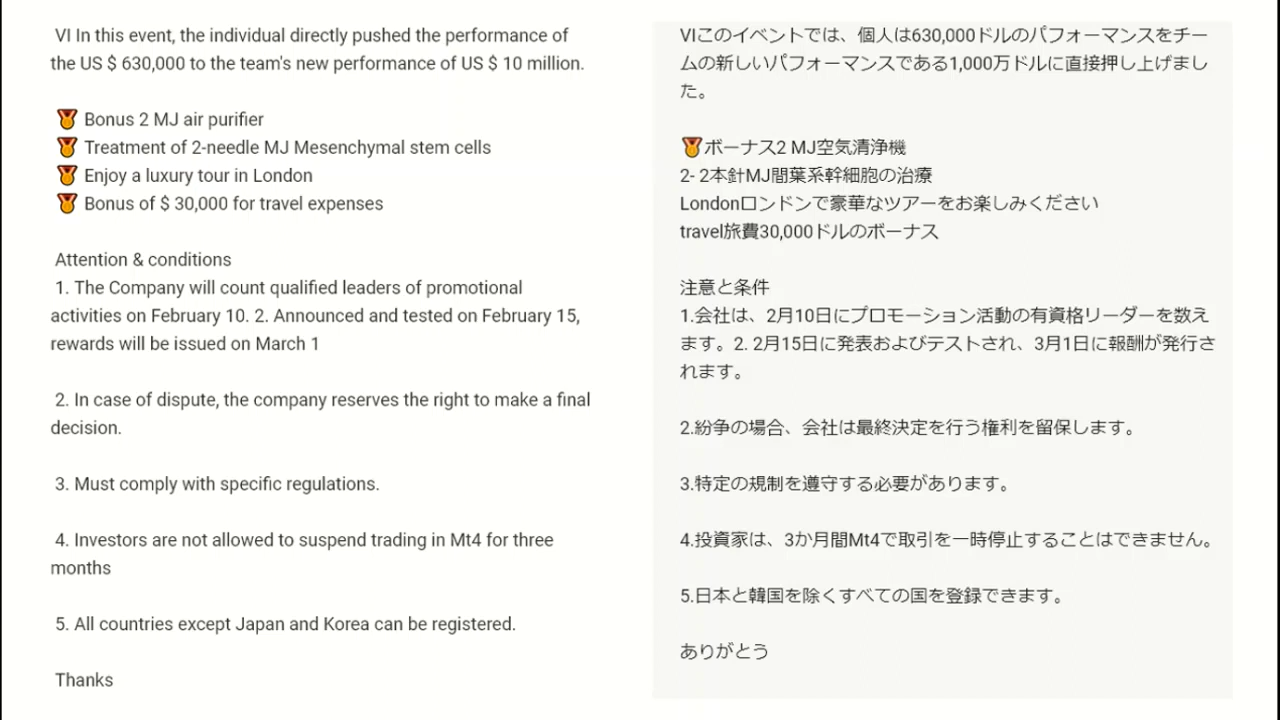 VI In this event, the individual directly pushed the performance of
the US $ 630,000 to the team's new performance of US $ 10 million.
🏅 Bonus 2 MJ air purifier
🏅 Treatment of 2-needle MJ Mesenchymal stem cells
🏅 Enjoy a luxury tour in London
🏅 Bonus of $ 30,000 for travel expenses
Attention & conditions
1. The Company will count qualified leaders of promotional
activities on February 10. 2. Announced and tested on February 15,
rewards will be issued on March 1
2. In case of dispute, the company reserves the right to make a final
decision.
3. Must comply with specific regulations.
4. Investors are not allowed to suspend trading in Mt4 for three
months
5. All countries except Japan and Korea can be registered.
Thanks
VIこのイベントでは、個人は630,000ドルのパフォーマンスをチー
ムの新しいパフォーマンスである1,000万ドルに直接押し上げまし
た。
🏅ボーナス2 MJ空気清浄機
2- 2本針MJ間葉系幹細胞の治療
Londonロンドンで豪華なツアーをお楽しみください
travel旅費30,000ドルのボーナス
注意と条件
1.会社は、2月10日にプロモーション活動の有資格リーダーを数え
ます。2. 2月15日に発表およびテストされ、3月1日に報酬が発行さ
れます。
2.紛争の場合、会社は最終決定を行う権利を留保します。
3.特定の規制を遵守する必要があります。
4.投資家は、3か月間Mt4で取引を一時停止することはできません。
5.日本と韓国を除くすべての国を登録できます。
ありがとう